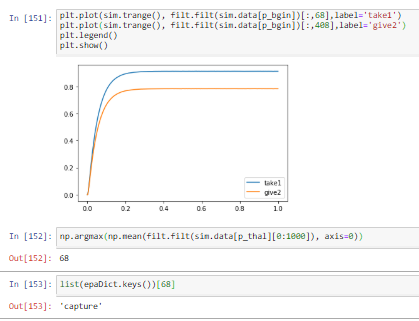 In [151]: plt.plot(sim.trange(), filt.filt(sim.data[p_bgin])[:,68],label='take1')
plt.plot(sim.trange(), filt.filt(sim.data[p_bgin])[:,408],label='give2')
plt.legend()
plt.show()
0.8
0.6
0.4
0.2
0.0
take1
give2
0.0 0.2 0.4 0.6 0.8 1.0
In [152]: np.argmax(np.mean(filt.filt(sim.data[p_thal][0:1000]), axis=0))
Out[152]: 68
In [153]: list(epaDict.keys())[68]
Out[153]: 'capture'